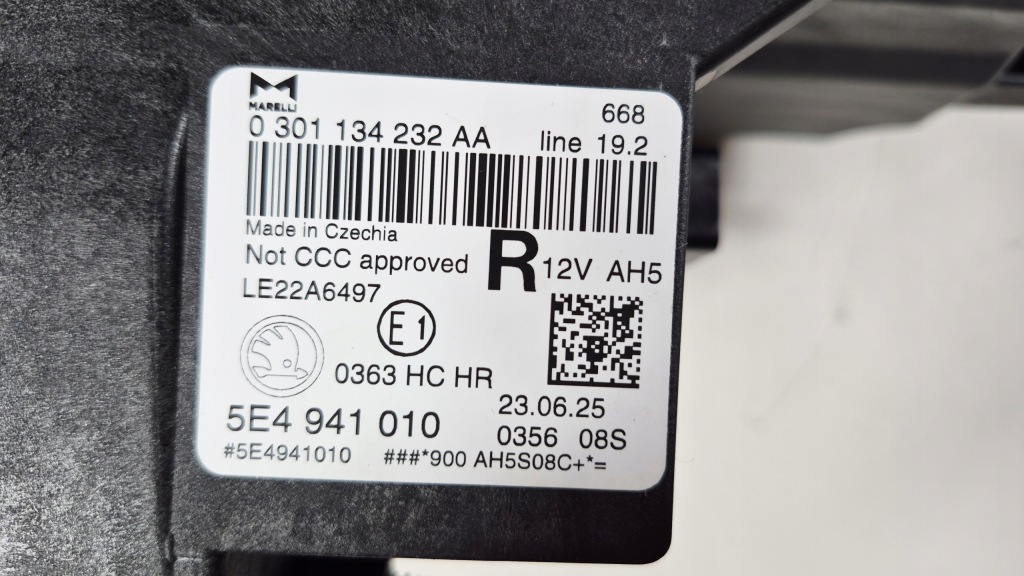 MARELLI
668
0 301 134 232 AA line 19.2
Made in Czechia
Not CCC approved R 12V AH5
LE22A6497
E1
0363 HC HR
5E4 941 010 23.06.25
0356 08S
#5E4941010 ###*900 AH5S08C+*=